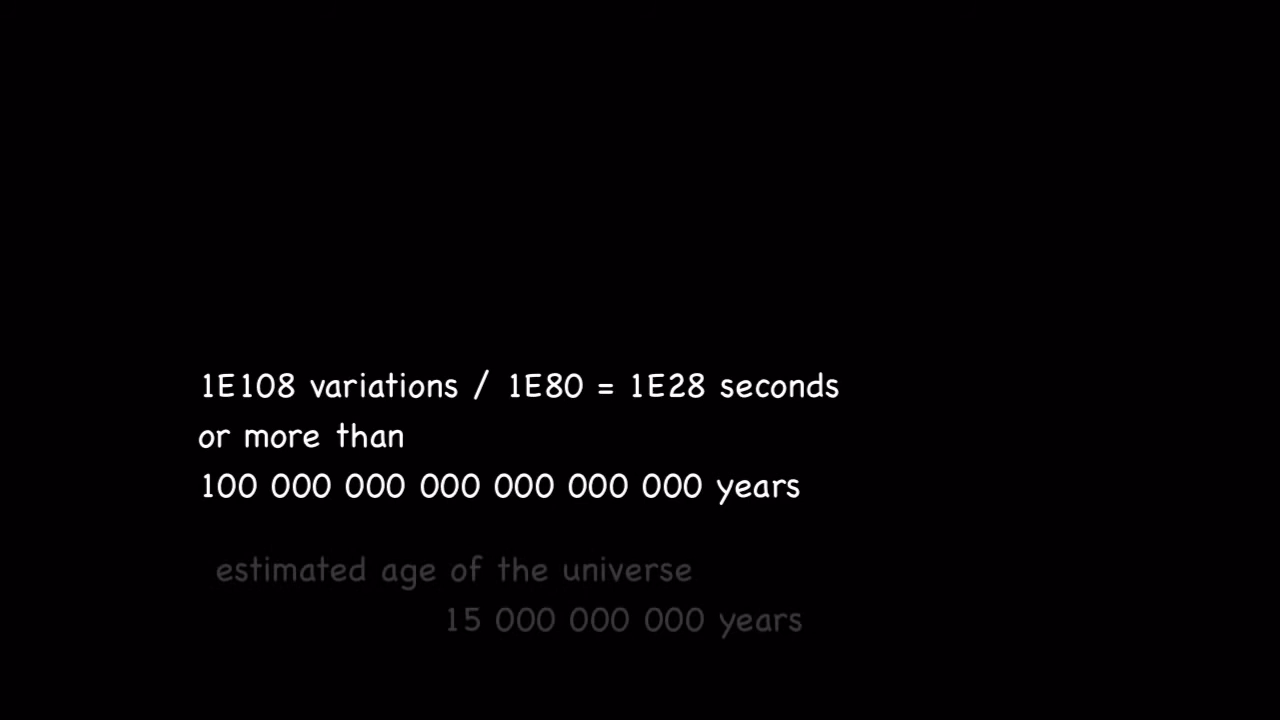 1E108 variations / 1E80 = 1E28 seconds
or more than
100 000 000 000 000 000 000 years
estimated age of the universe
15 000 000 000 years